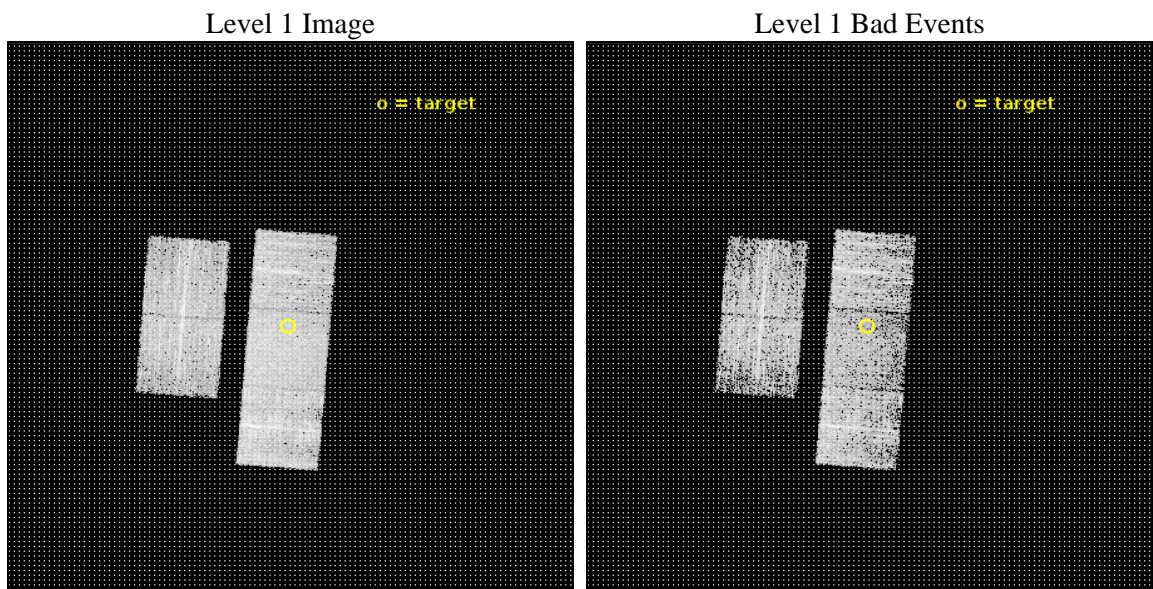 Level 1 Image
Level 1 Bad Events
o = target
o = target